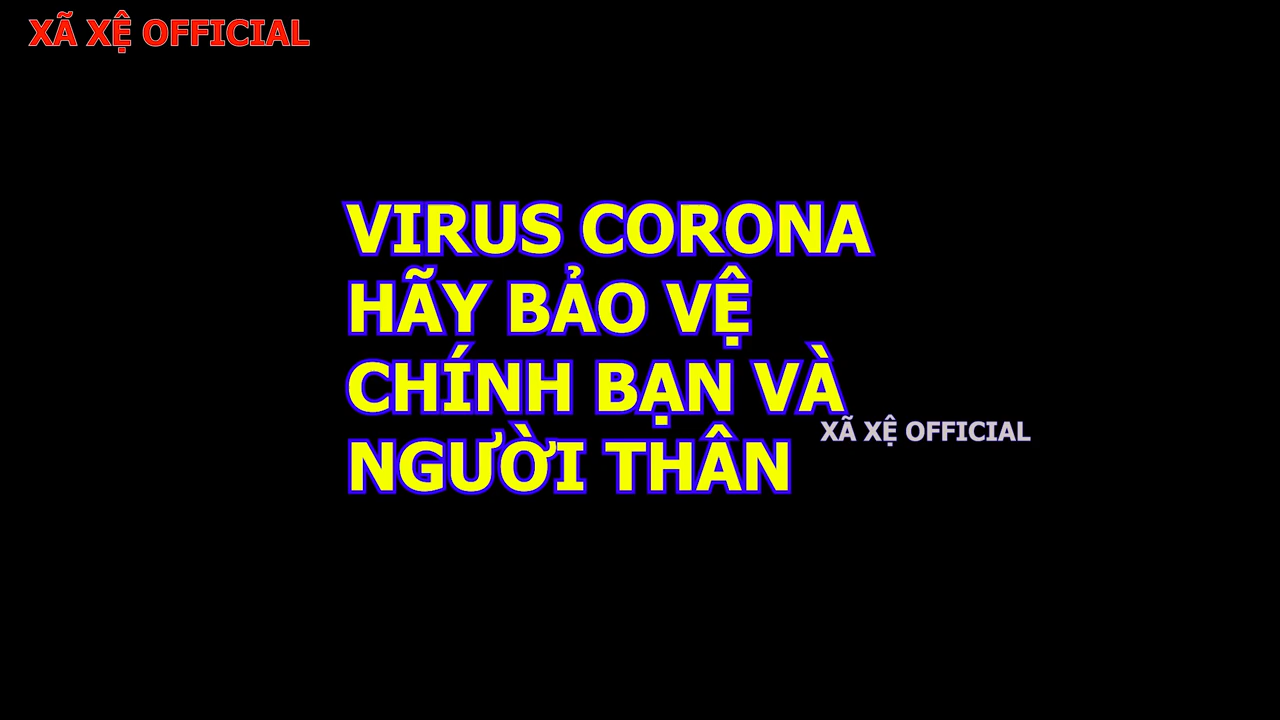 XÃ XỆ OFFICIAL
VIRUS CORONA
HÃY BẢO VỆ
CHÍNH BẠN VÀ
XÃ XỆ OFFICIAL
NGƯỜI THÂN